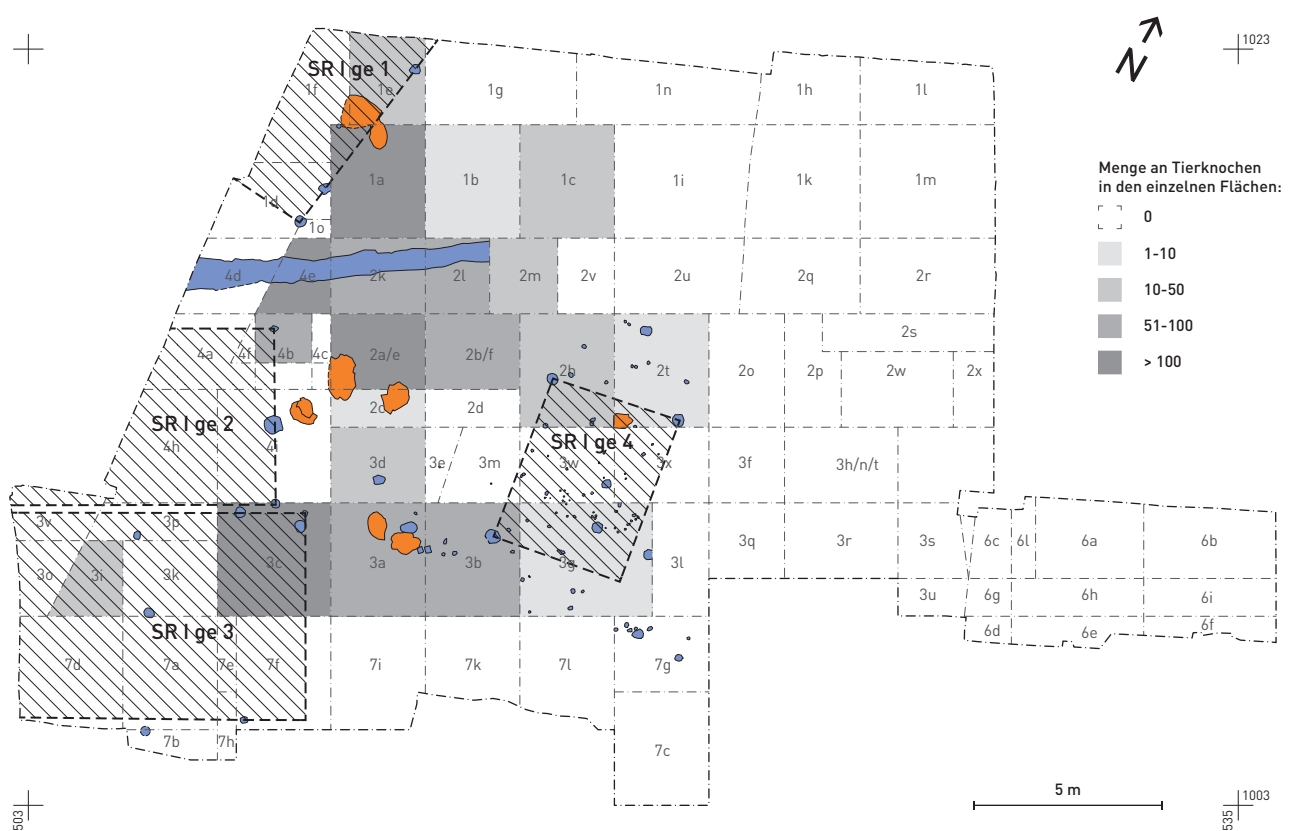 1023
N
SR I ge 1
1f
1e
1g
1n
1h
1l
1a
1b
1c
1i
1k
1m
1d
1o
Menge an Tierknochen
in den einzelnen Flächen:
0
1-10
10-50
51-100
> 100
4d
4e
2k
2l
2m
2v
2u
2q
2r
4a
4f
4b
4c
2a/e
2b/f
2h
2t
2o
2p
2s
2w
2x
2c
2d
SR I ge 2
4h
4i
SR I ge 4
3d
3e
3m
3w
3x
3f
3h/n/t
3v
3p
3o
3i
3k
3c
3a
3b
3g
3l
3q
3r
3s
6c
6l
6a
6b
3u
6g
6h
6i
6d
6e
6f
SR I ge 3
7d
7a
7e
7f
7i
7k
7l
7g
7b
7h
7c
5 m
503
535
1003